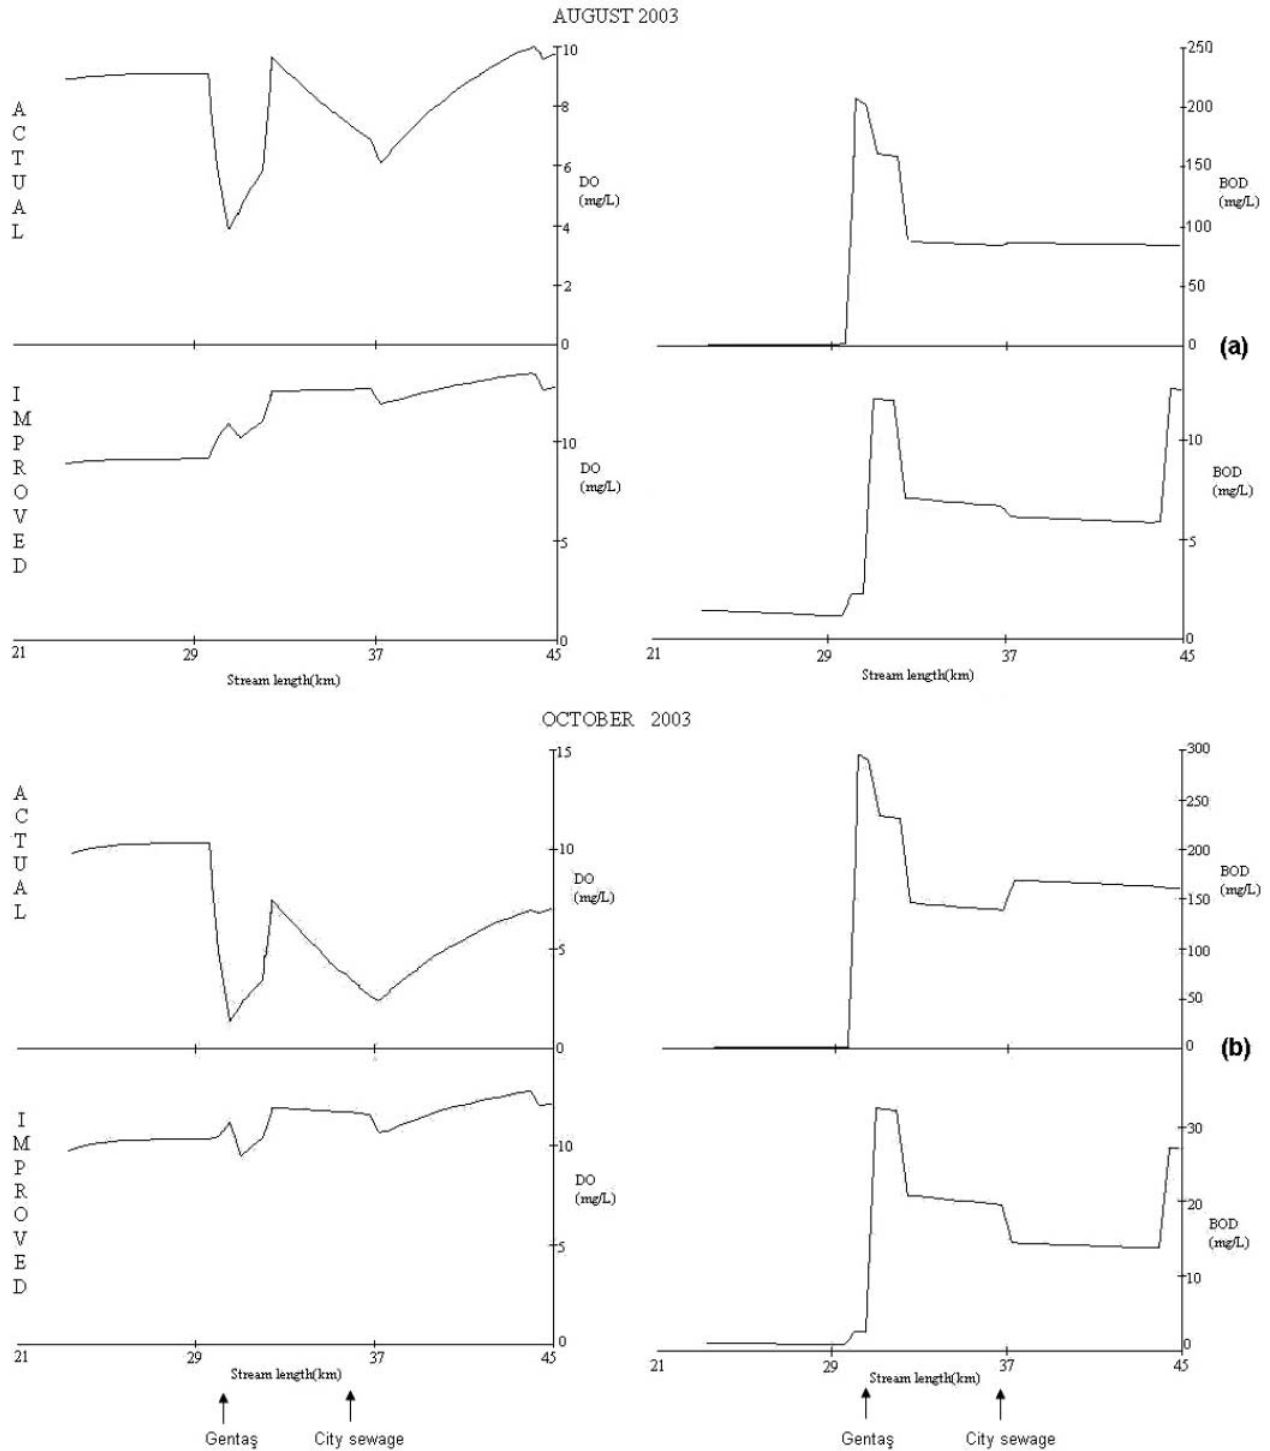 AUGUST 2003
ACTUAL
10
8
6
4
2
0
DO
(mg/L)
250
200
150
100
50
0
BOD
(mg/L)
(a)
IMPROVED
10
5
0
DO
(mg/L)
21
29
37
45
Stream length(km)
10
5
0
BOD
(mg/L)
21
29
37
45
Stream length(km)
OCTOBER 2003
ACTUAL
15
10
5
0
DO
(mg/L)
300
250
200
150
100
50
0
BOD
(mg/L)
(b)
IMPROVED
10
5
0
DO
(mg/L)
21
29
37
45
Stream length(km)
30
20
10
0
BOD
(mg/L)
21
29
37
45
Stream length(km)
Gentaş
City sewage
Gentaş
City sewage